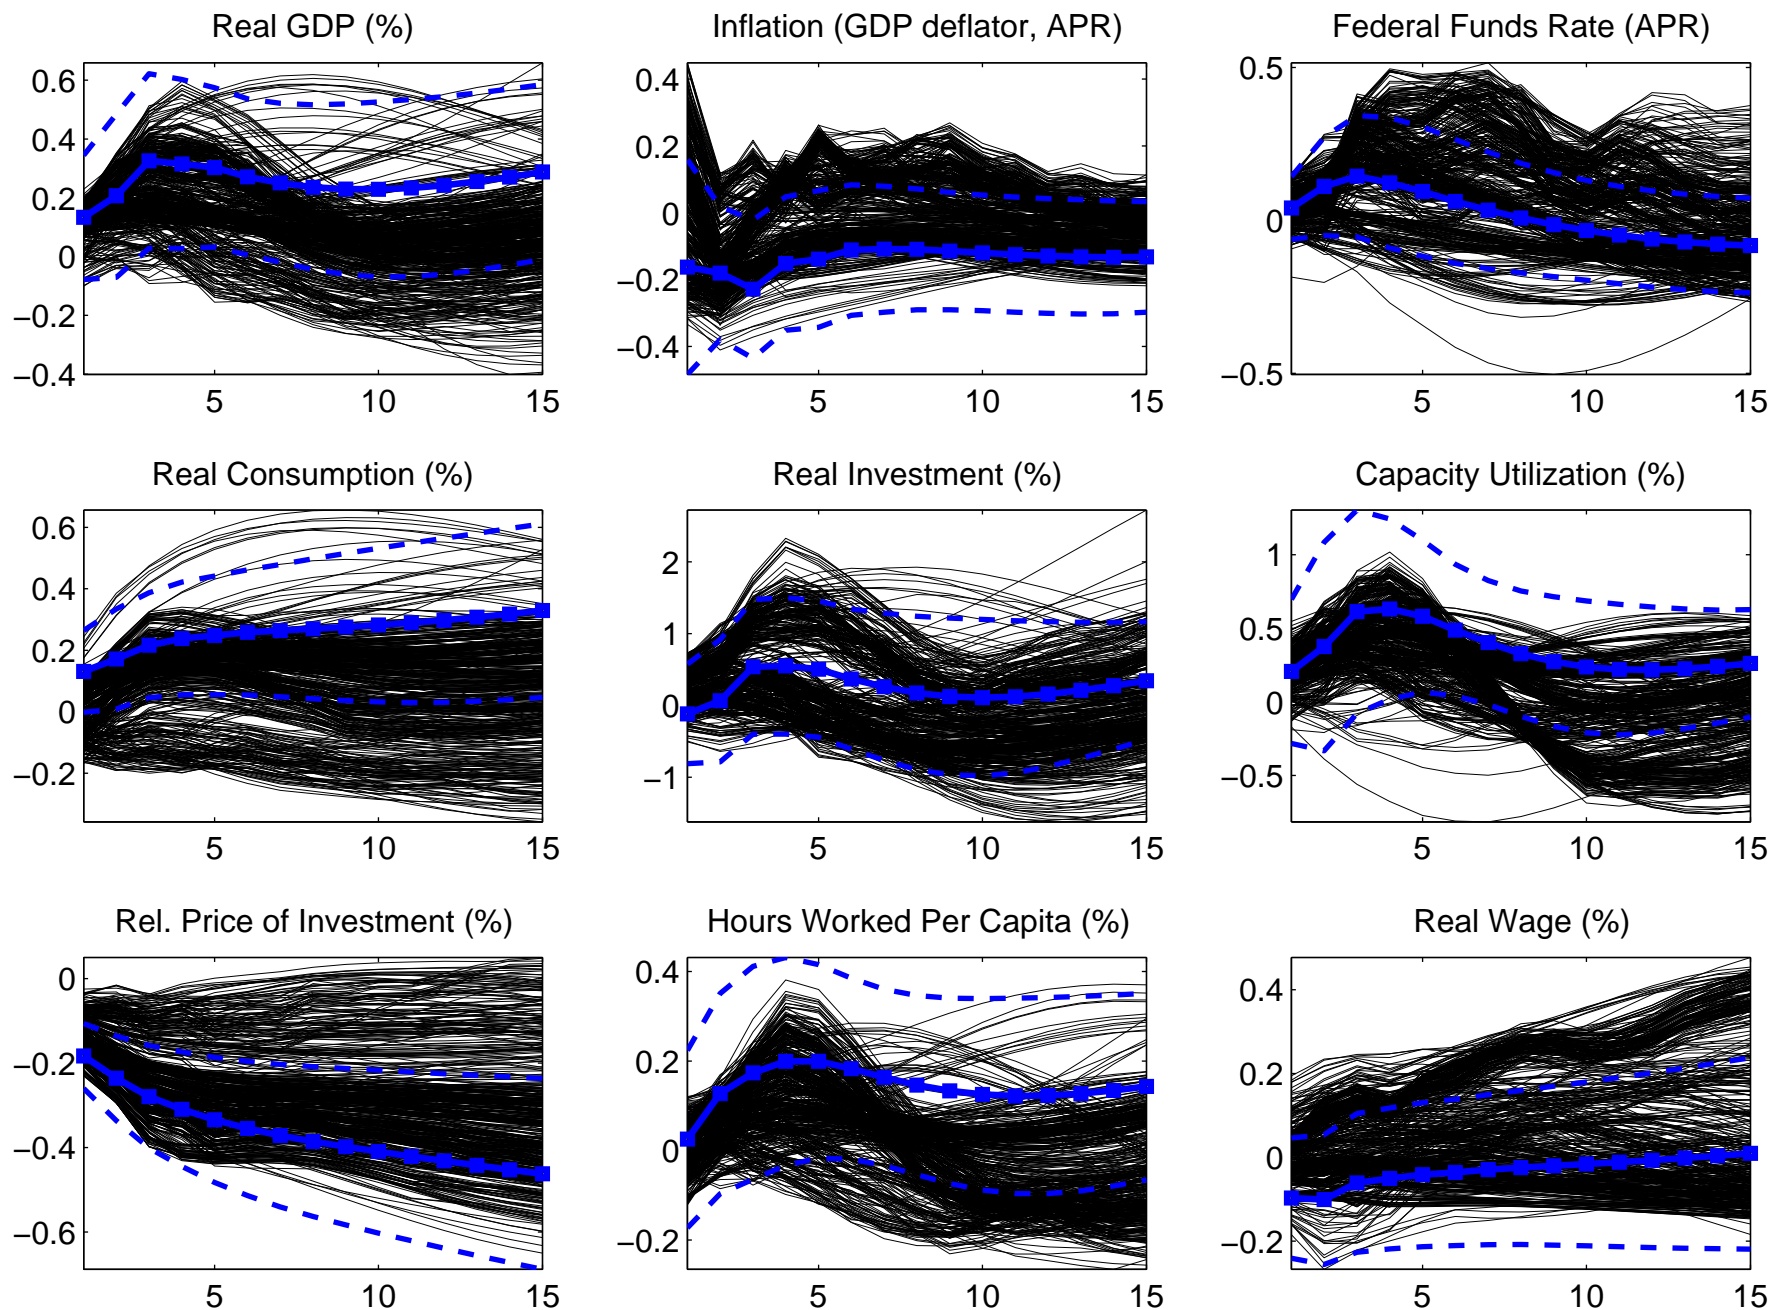 Real GDP (%)
0.6
0.4
0.2
0
−0.2
−0.4
5 10 15
Inflation (GDP deflator, APR)
0.4
0.2
0
−0.2
−0.4
5 10 15
Federal Funds Rate (APR)
0.5
0
−0.5
5 10 15
Real Consumption (%)
0.6
0.4
0.2
0
−0.2
5 10 15
Real Investment (%)
2
1
0
−1
5 10 15
Capacity Utilization (%)
1
0.5
0
−0.5
5 10 15
Rel. Price of Investment (%)
0
−0.2
−0.4
−0.6
5 10 15
Hours Worked Per Capita (%)
0.4
0.2
0
−0.2
5 10 15
Real Wage (%)
0.4
0.2
0
−0.2
5 10 15